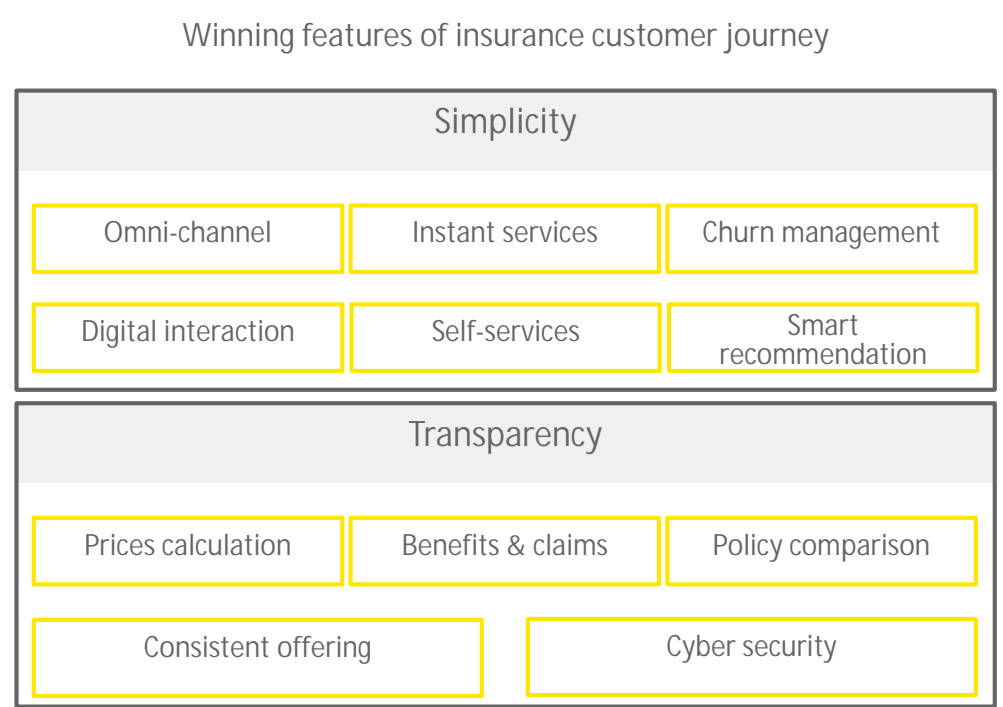 Winning features of insurance customer journey
Simplicity
Omni-channel
Instant services
Churn management
Digital interaction
Self-services
Smart
recommendation
Transparency
Prices calculation
Benefits & claims
Policy comparison
Consistent offering
Cyber security